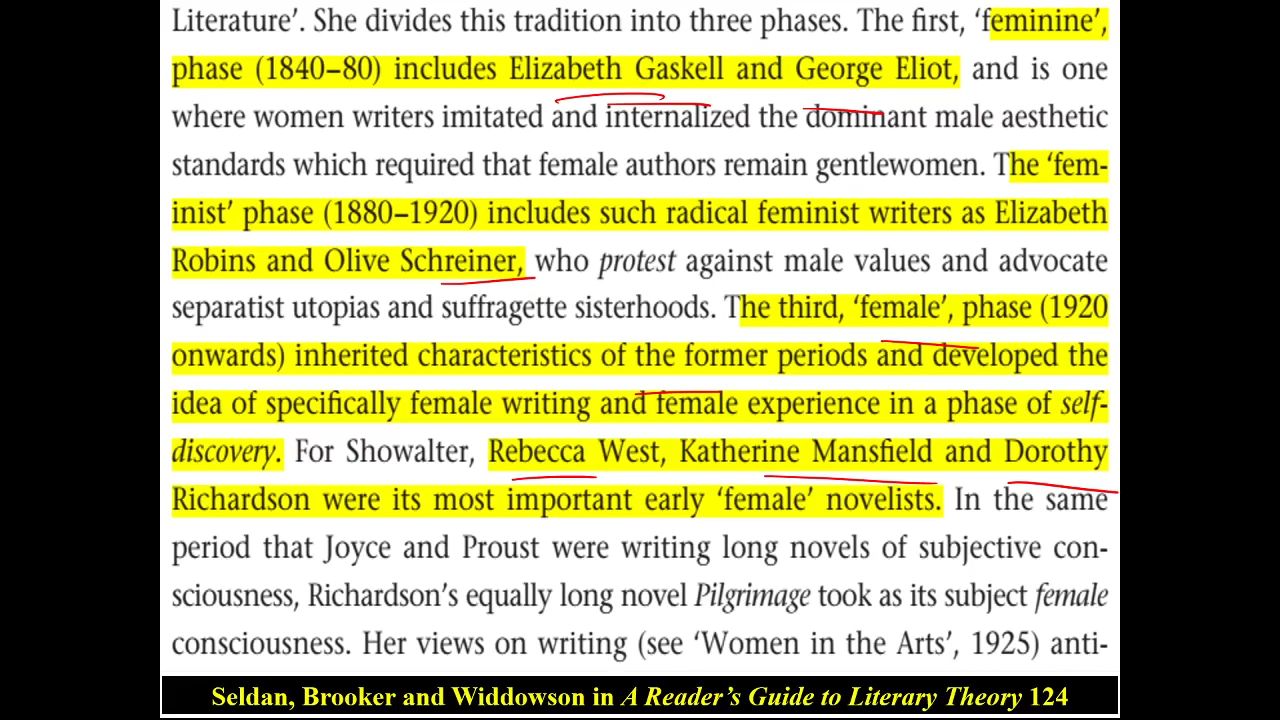 Literature’. She divides this tradition into three phases. The first, ‘feminine’,
phase (1840–80) includes Elizabeth Gaskell and George Eliot, and is one
where women writers imitated and internalized the dominant male aesthetic
standards which required that female authors remain gentlewomen. The ‘fem-
inist’ phase (1880–1920) includes such radical feminist writers as Elizabeth
Robins and Olive Schreiner, who protest against male values and advocate
separatist utopias and suffragette sisterhoods. The third, ‘female’, phase (1920
onwards) inherited characteristics of the former periods and developed the
idea of specifically female writing and female experience in a phase of self-
discovery. For Showalter, Rebecca West, Katherine Mansfield and Dorothy
Richardson were its most important early ‘female’ novelists. In the same
period that Joyce and Proust were writing long novels of subjective con-
sciousness, Richardson’s equally long novel Pilgrimage took as its subject female
consciousness. Her views on writing (see ‘Women in the Arts’, 1925) anti-
Seldan, Brooker and Widdowson in A Reader’s Guide to Literary Theory 124